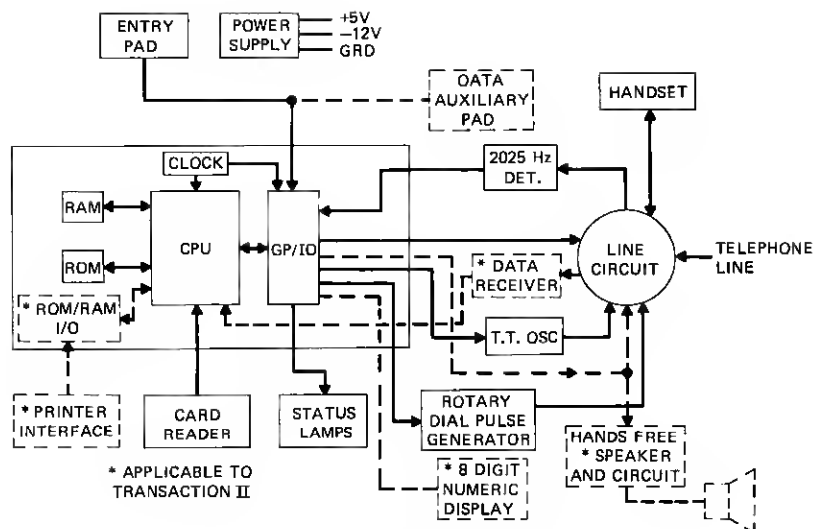 ENTRY
PAD
POWER
SUPPLY
+5V
−12V
GRD
OATA
AUXILIARY
PAD
HANDSET
CLOCK
2025 Hz
DET.
RAM
CPU
GP/IO
ROM
LINE
CIRCUIT
TELEPHONE
LINE
* DATA
RECEIVER
* ROM/RAM
I/O
T.T. OSC
* PRINTER
INTERFACE
CARD
READER
STATUS
LAMPS
ROTARY
DIAL PULSE
GENERATOR
HANDS FREE
* SPEAKER
AND CIRCUIT
* 8 DIGIT
NUMERIC
DISPLAY
* APPLICABLE TO
TRANSACTION II